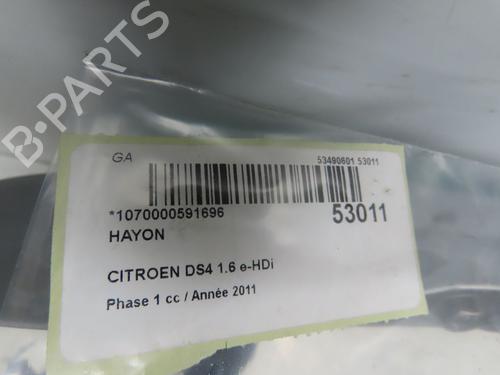 B-PARTS
GA
53490601 53011
*1070000591696
53011
HAYON
CITROEN DS4 1.6 e-HDi
Phase 1 cc / Année 2011